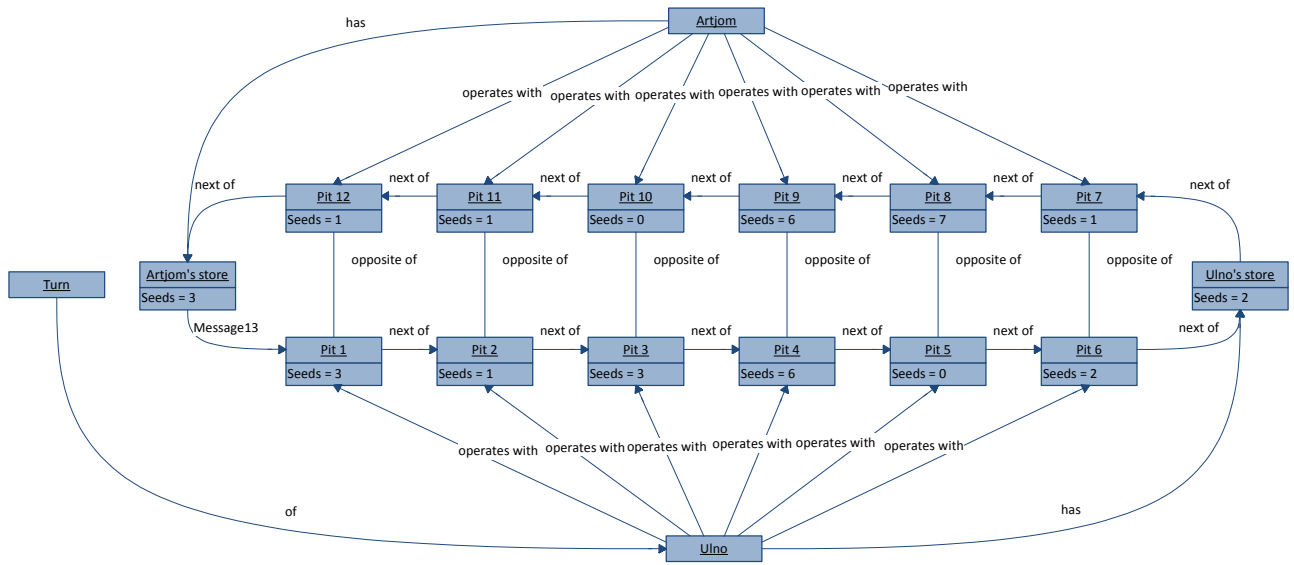 Artjom
has
operates with
operates with
operates with
operates with
operates with
operates with
next of
next of
next of
next of
next of
next of
next of
Pit 12
Seeds = 1
Pit 11
Seeds = 1
Pit 10
Seeds = 0
Pit 9
Seeds = 6
Pit 8
Seeds = 7
Pit 7
Seeds = 1
opposite of
opposite of
opposite of
opposite of
opposite of
opposite of
Turn
Artjom's store
Seeds = 3
Ulno's store
Seeds = 2
Message13
next of
next of
next of
next of
next of
next of
Pit 1
Seeds = 3
Pit 2
Seeds = 1
Pit 3
Seeds = 3
Pit 4
Seeds = 6
Pit 5
Seeds = 0
Pit 6
Seeds = 2
operates with
operates with
operates with
operates with
operates with
operates with
of
has
Ulno